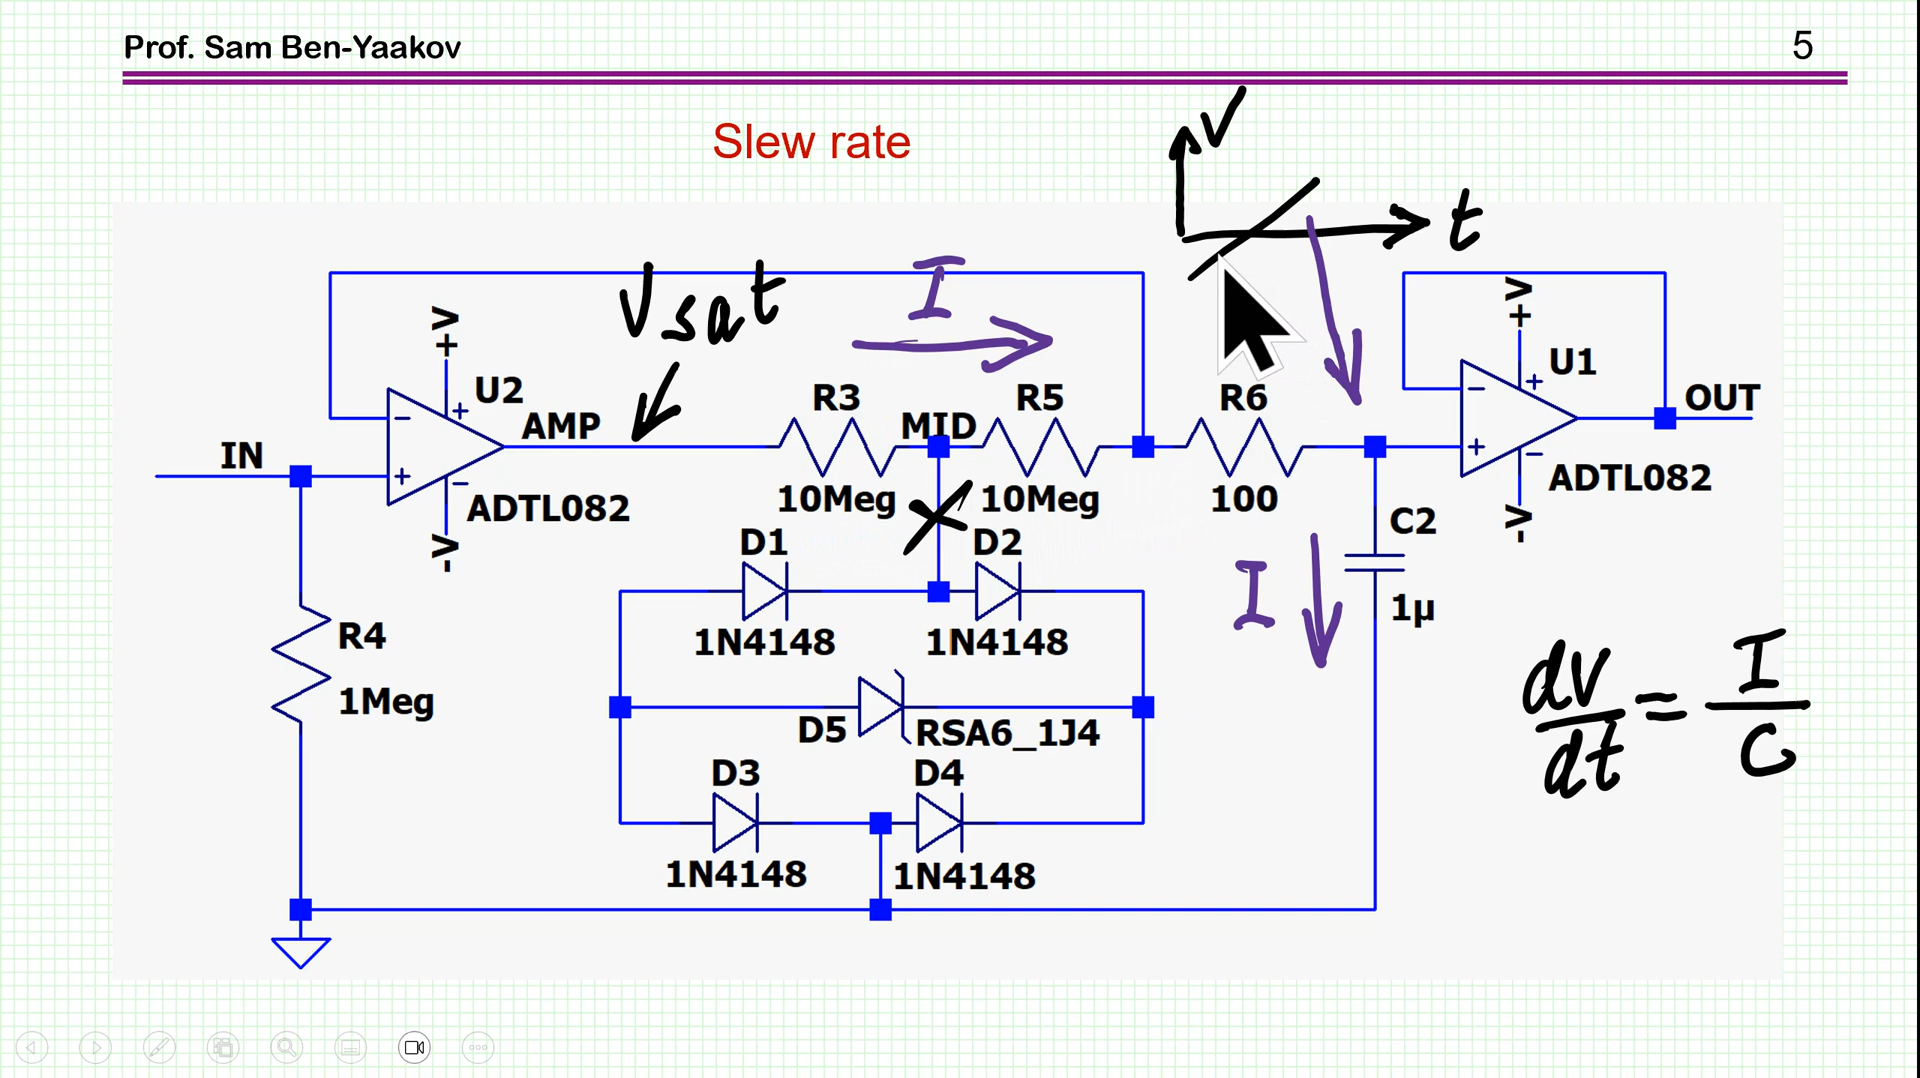 Prof. Sam Ben-Yaakov 5
Slew rate
V
t
Vsat
I
+V
U2
AMP
R3
MID
R5
R6
+V
U1
OUT
IN
-
+
+
-
ADTL082
-V
10Meg
10Meg
100
-
+
+
-
ADTL082
-V
D1
D2
C2
I
1µ
1N4148
1N4148
R4
1Meg
D5
RSA6_1J4
dv/dt = I/C
D3
D4
1N4148
1N4148